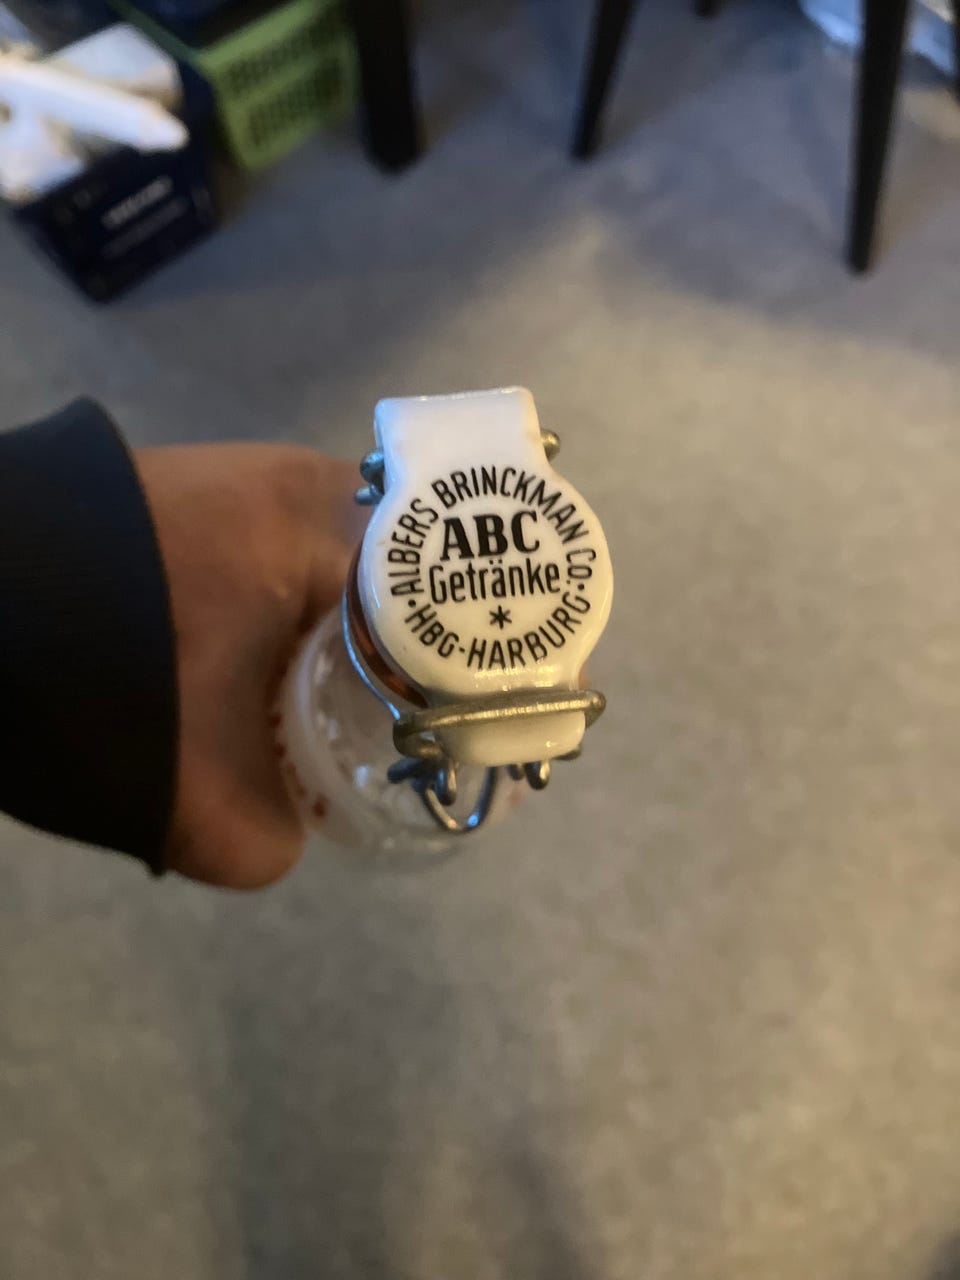 ALBERS BRINCKMAN CO
ABC
Getränke
*
·HBG-HARBURG·